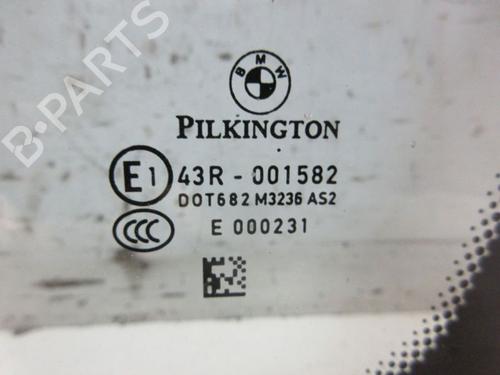 B-PARTS
BMW
PILKINGTON
E1 43R - 001582
DOT682 M3236 AS2
CCC E 000231